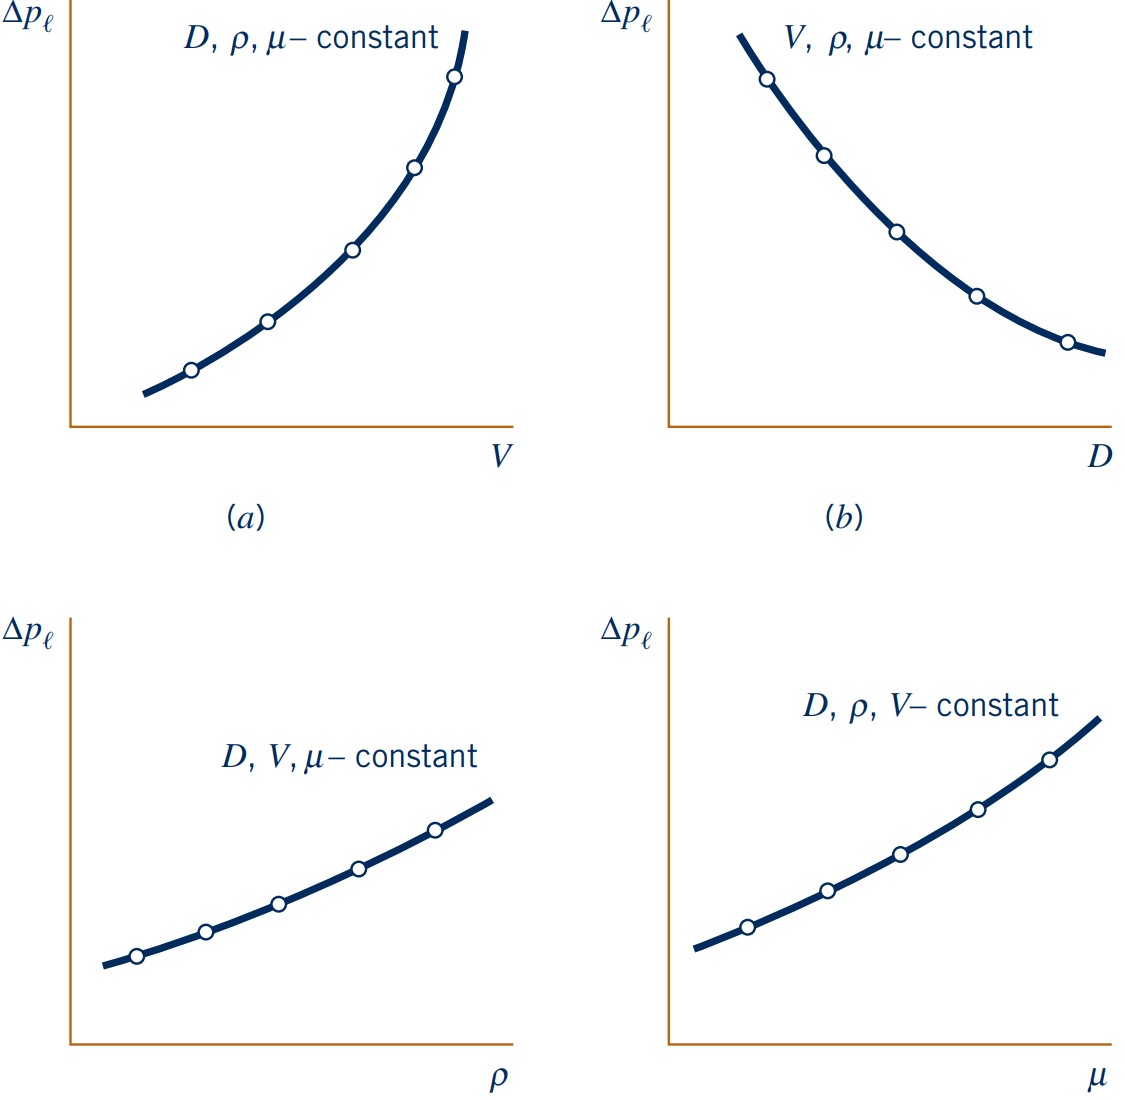 Δpℓ
D, ρ, μ– constant
V
(a)
Δpℓ
V, ρ, μ– constant
D
(b)
Δpℓ
D, V, μ– constant
ρ
Δpℓ
D, ρ, V– constant
μ